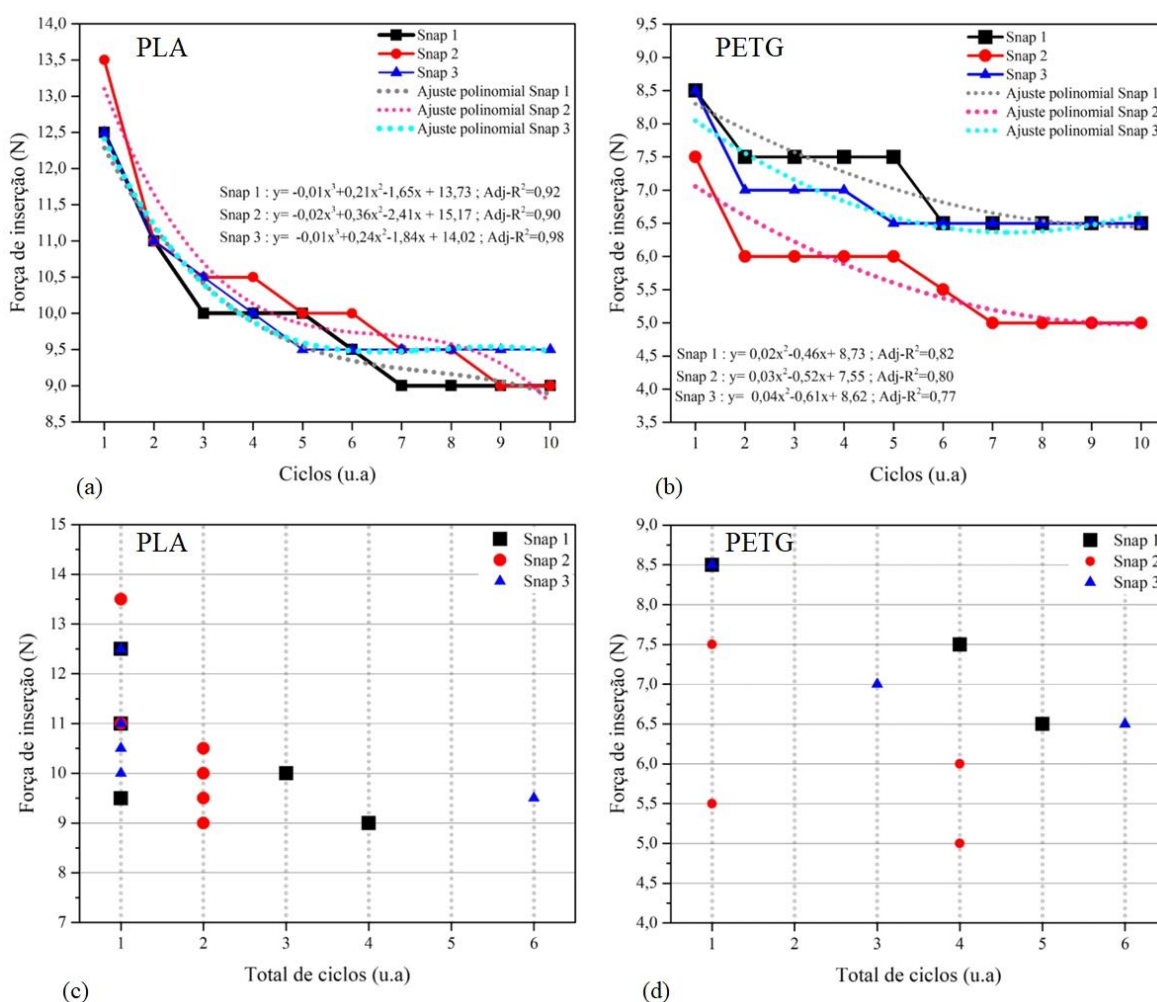 PLA
Snap 1
Snap 2
Snap 3
Ajuste polinomial Snap 1
Ajuste polinomial Snap 2
Ajuste polinomial Snap 3
Snap 1 : y= -0,01x³+0,21x²-1,65x + 13,73 ; Adj-R²=0,92
Snap 2 : y= -0,02x³+0,36x²-2,41x + 15,17 ; Adj-R²=0,90
Snap 3 : y= -0,01x³+0,24x²-1,84x + 14,02 ; Adj-R²=0,98
Força de inserção (N)
14,0
13,5
13,0
12,5
12,0
11,5
11,0
10,5
10,0
9,5
9,0
8,5
1 2 3 4 5 6 7 8 9 10
Ciclos (u.a)
(a)
PETG
Snap 1
Snap 2
Snap 3
Ajuste polinomial Snap 1
Ajuste polinomial Snap 2
Ajuste polinomial Snap 3
Snap 1 : y= 0,02x²-0,46x+ 8,73 ; Adj-R²=0,82
Snap 2 : y= 0,03x²-0,52x+ 7,55 ; Adj-R²=0,80
Snap 3 : y= 0,04x²-0,61x+ 8,62 ; Adj-R²=0,77
Força de inserção (N)
9,5
9,0
8,5
8,0
7,5
7,0
6,5
6,0
5,5
5,0
4,5
4,0
3,5
1 2 3 4 5 6 7 8 9 10
Ciclos (u.a)
(b)
PLA
Snap 1
Snap 2
Snap 3
Força de inserção (N)
15
14
13
12
11
10
9
8
7
1 2 3 4 5 6
Total de ciclos (u.a)
(c)
PETG
Snap 1
Snap 2
Snap 3
Força de inserção (N)
9,0
8,5
8,0
7,5
7,0
6,5
6,0
5,5
5,0
4,5
4,0
1 2 3 4 5 6
Total de ciclos (u.a)
(d)